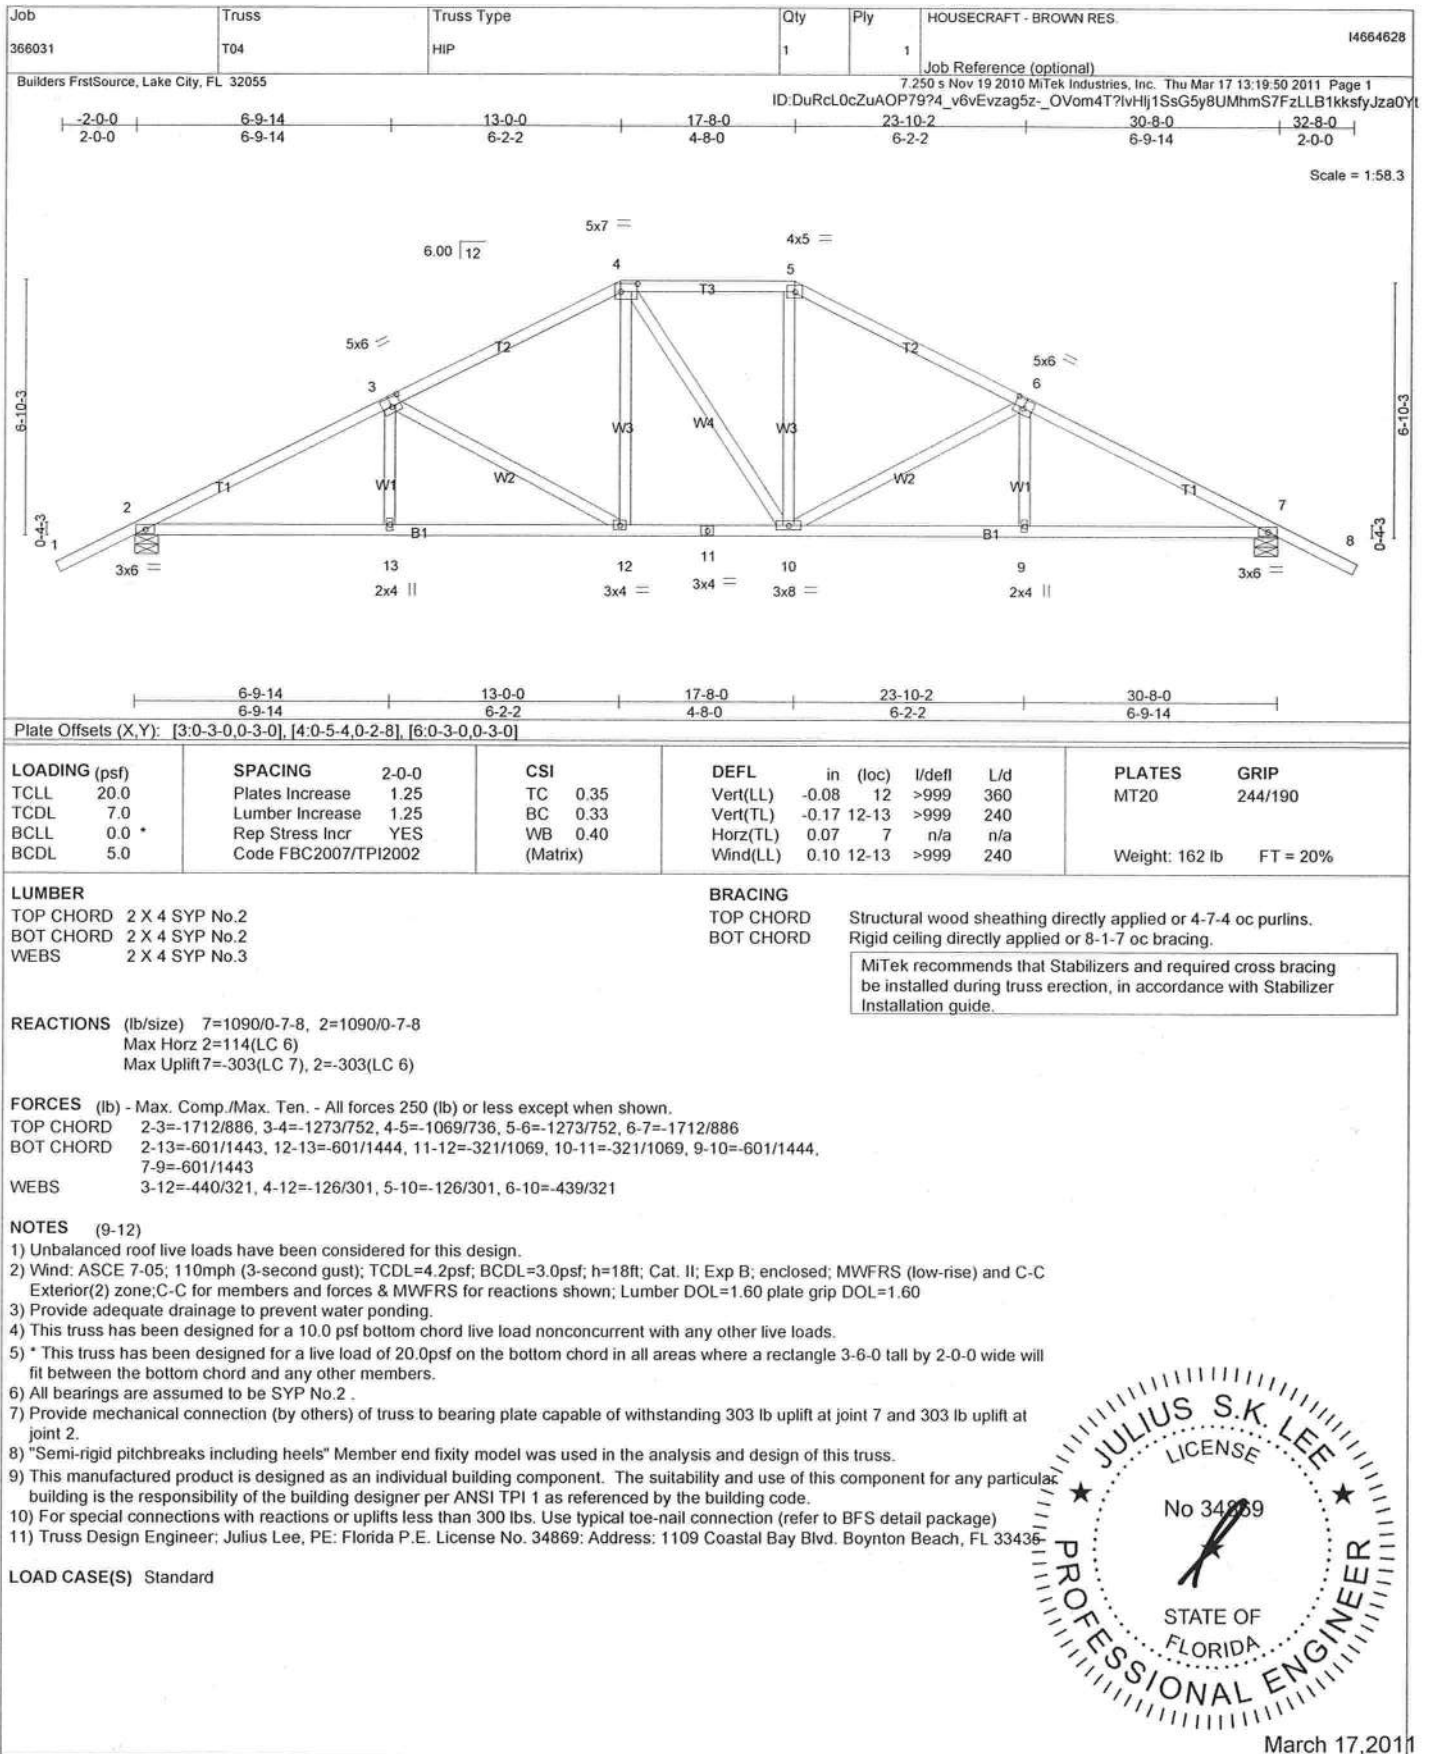 Job Truss Truss Type Qty Ply HOUSECRAFT - BROWN RES.
I4664628
366031 T04 HIP 1 1
Job Reference (optional)
Builders FrstSource, Lake City, FL 32055 7.250 s Nov 19 2010 MiTek Industries, Inc. Thu Mar 17 13:19:50 2011 Page 1
ID:DuRcL0cZuAOP79?4_v6vEvzag5z-_OVom4T?lvHlj1SsG5y8UMhmS7FzLLB1kksfyJza0Yt
-2-0-0 6-9-14 13-0-0 17-8-0 23-10-2 30-8-0 32-8-0
2-0-0 6-9-14 6-2-2 4-8-0 6-2-2 6-9-14 2-0-0
Scale = 1:58.3
5x7 =
4x5 =
6.00 12
4 5
T3
5x6 =
T2 T2
5x6 =
3 6
6-10-3 6-10-3
W3 W4 W3
W1 W2 W2 W1
T1 T1
2 7
0-4-3 0-4-3
1 8
B1 B1
3x6 = 13 12 11 10 9 3x6 =
2x4 || 3x4 = 3x4 = 3x8 = 2x4 ||
6-9-14 13-0-0 17-8-0 23-10-2 30-8-0
6-9-14 6-2-2 4-8-0 6-2-2 6-9-14
Plate Offsets (X,Y): [3:0-3-0,0-3-0], [4:0-5-4,0-2-8], [6:0-3-0,0-3-0]
LOADING (psf) SPACING 2-0-0 CSI DEFL in (loc) l/defl L/d PLATES GRIP
TCLL 20.0 Plates Increase 1.25 TC 0.35 Vert(LL) -0.08 12 >999 360 MT20 244/190
TCDL 7.0 Lumber Increase 1.25 BC 0.33 Vert(TL) -0.17 12-13 >999 240
BCLL 0.0 * Rep Stress Incr YES WB 0.40 Horz(TL) 0.07 7 n/a n/a
BCDL 5.0 Code FBC2007/TPI2002 (Matrix) Wind(LL) 0.10 12-13 >999 240 Weight: 162 lb FT = 20%
LUMBER
TOP CHORD 2 X 4 SYP No.2
BOT CHORD 2 X 4 SYP No.2
WEBS 2 X 4 SYP No.3
BRACING
TOP CHORD Structural wood sheathing directly applied or 4-7-4 oc purlins.
BOT CHORD Rigid ceiling directly applied or 8-1-7 oc bracing.
MiTek recommends that Stabilizers and required cross bracing
be installed during truss erection, in accordance with Stabilizer
Installation guide.
REACTIONS (lb/size) 7=1090/0-7-8, 2=1090/0-7-8
Max Horz 2=114(LC 6)
Max Uplift7=-303(LC 7), 2=-303(LC 6)
FORCES (lb) - Max. Comp./Max. Ten. - All forces 250 (lb) or less except when shown.
TOP CHORD 2-3=-1712/886, 3-4=-1273/752, 4-5=-1069/736, 5-6=-1273/752, 6-7=-1712/886
BOT CHORD 2-13=-601/1443, 12-13=-601/1444, 11-12=-321/1069, 10-11=-321/1069, 9-10=-601/1444,
7-9=-601/1443
WEBS 3-12=-440/321, 4-12=-126/301, 5-10=-126/301, 6-10=-439/321
NOTES (9-12)
1) Unbalanced roof live loads have been considered for this design.
2) Wind: ASCE 7-05; 110mph (3-second gust); TCDL=4.2psf; BCDL=3.0psf; h=18ft; Cat. II; Exp B; enclosed; MWFRS (low-rise) and C-C
Exterior(2) zone;C-C for members and forces & MWFRS for reactions shown; Lumber DOL=1.60 plate grip DOL=1.60
3) Provide adequate drainage to prevent water ponding.
4) This truss has been designed for a 10.0 psf bottom chord live load nonconcurrent with any other live loads.
5) * This truss has been designed for a live load of 20.0psf on the bottom chord in all areas where a rectangle 3-6-0 tall by 2-0-0 wide will
fit between the bottom chord and any other members.
6) All bearings are assumed to be SYP No.2 .
7) Provide mechanical connection (by others) of truss to bearing plate capable of withstanding 303 lb uplift at joint 7 and 303 lb uplift at
joint 2.
8) "Semi-rigid pitchbreaks including heels" Member end fixity model was used in the analysis and design of this truss.
9) This manufactured product is designed as an individual building component. The suitability and use of this component for any particular
building is the responsibility of the building designer per ANSI TPI 1 as referenced by the building code.
10) For special connections with reactions or uplifts less than 300 lbs. Use typical toe-nail connection (refer to BFS detail package)
11) Truss Design Engineer: Julius Lee, PE: Florida P.E. License No. 34869: Address: 1109 Coastal Bay Blvd. Boynton Beach, FL 33435
LOAD CASE(S) Standard
JULIUS S.K. LEE
LICENSE
No 34869
STATE OF
FLORIDA
PROFESSIONAL ENGINEER
March 17,2011